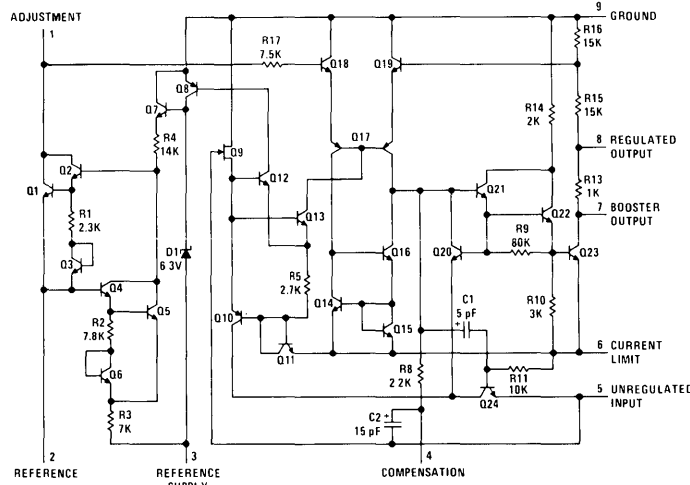 ADJUSTMENT
1
9
GROUND
R17
7.5K
R16
15K
Q18
Q19
Q8
Q7
R4
14K
Q17
R14
2K
R15
15K
Q9
8
REGULATED
OUTPUT
Q2
Q12
Q1
Q21
R13
1K
R1
2.3K
Q13
Q22
7
BOOSTER
OUTPUT
D1
6.3V
R9
80K
Q3
Q16
Q20
Q23
Q4
R5
2.7K
Q5
C1
5 pF
+
R10
3K
R2
7.8K
Q10
Q14
Q15
Q11
6
CURRENT
LIMIT
Q6
R8
2.2K
R11
10K
5
UNREGULATED
INPUT
Q24
R3
7K
C2
+
15 pF
2
3
4
REFERENCE
REFERENCE
COMPENSATION
SUPPLY